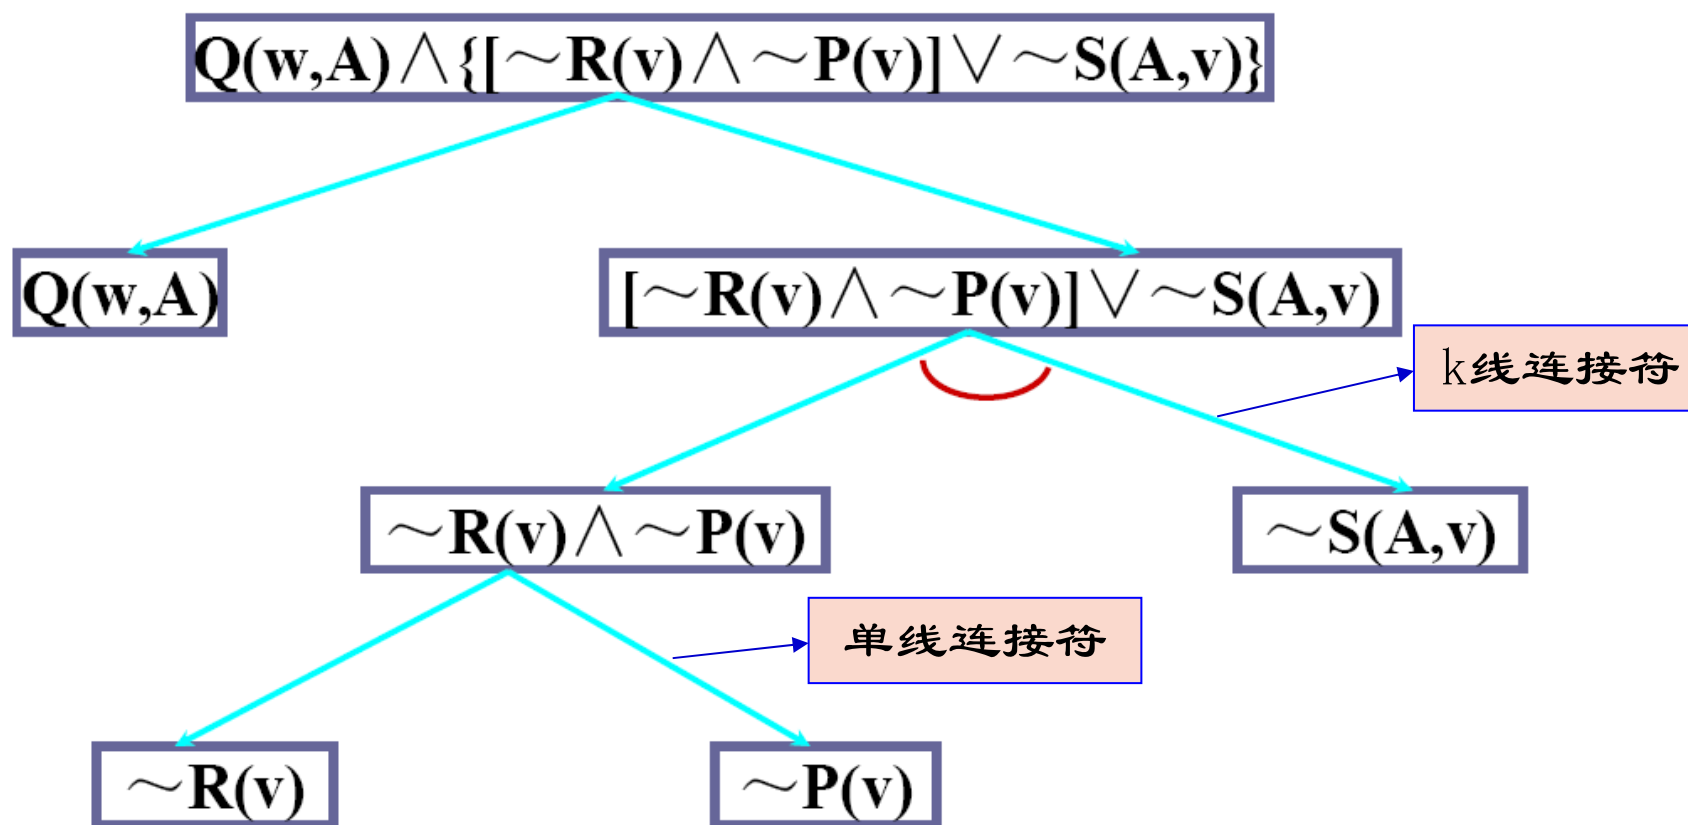 Q(w,A)∧{[～R(v)∧～P(v)]∨～S(A,v)}
Q(w,A)
[～R(v)∧～P(v)]∨～S(A,v)
k线连接符
～R(v)∧～P(v)
～S(A,v)
单线连接符
～R(v)
～P(v)